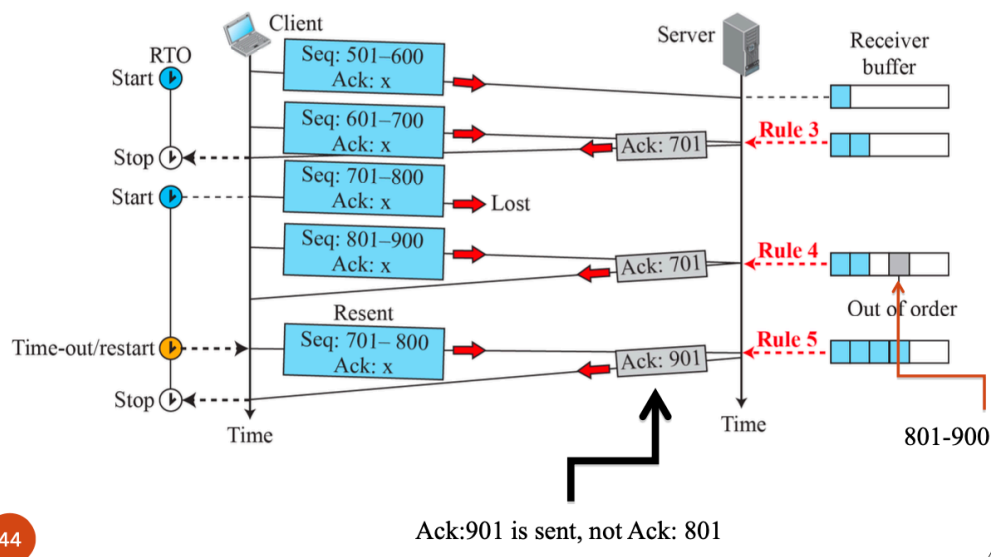 Client
Server
Receiver
buffer
RTO
Start
Seq: 501–600
Ack: x
Seq: 601–700
Ack: x
Ack: 701
Rule 3
Stop
Start
Seq: 701–800
Ack: x
Lost
Seq: 801–900
Ack: x
Ack: 701
Rule 4
Out of order
Resent
Time-out/restart
Seq: 701– 800
Ack: x
Ack: 901
Rule 5
Stop
Time
Time
801-900
Ack:901 is sent, not Ack: 801
44